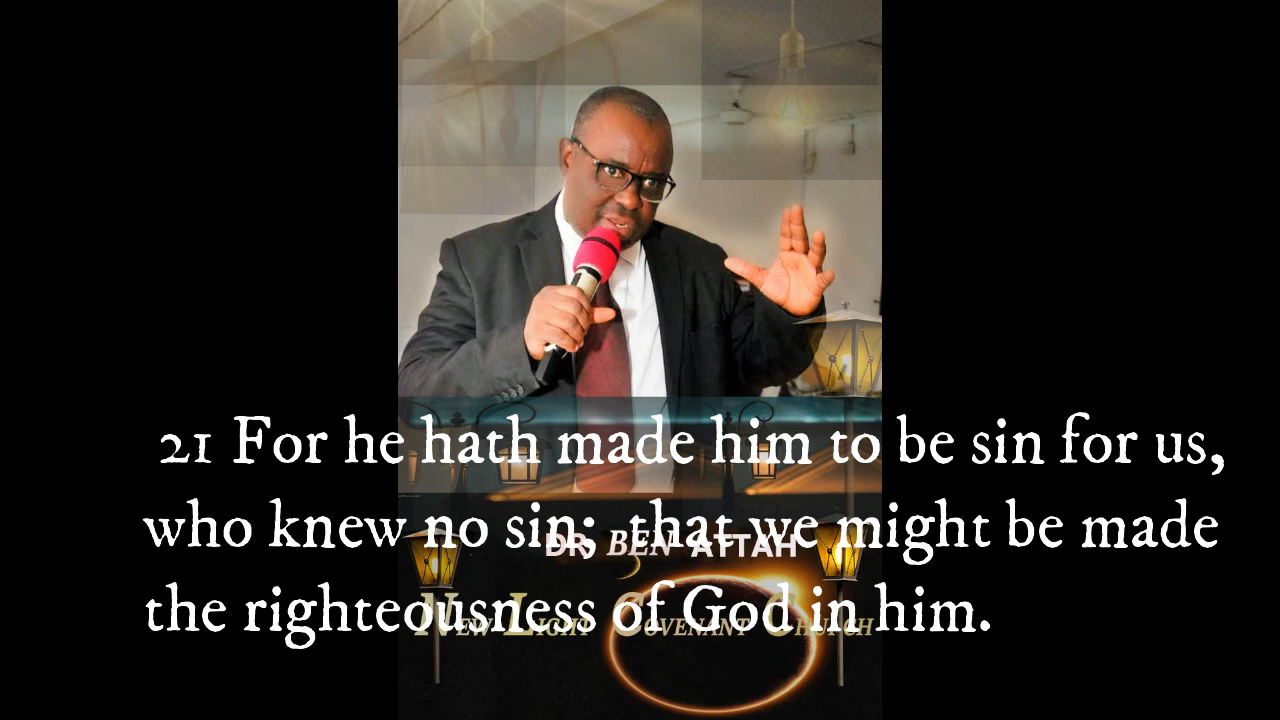 21 For he hath made him to be sin for us,
who knew no sin; that we might be made
DR BEN ATTAH
the righteousness of God in him.
New Light Covenant Church